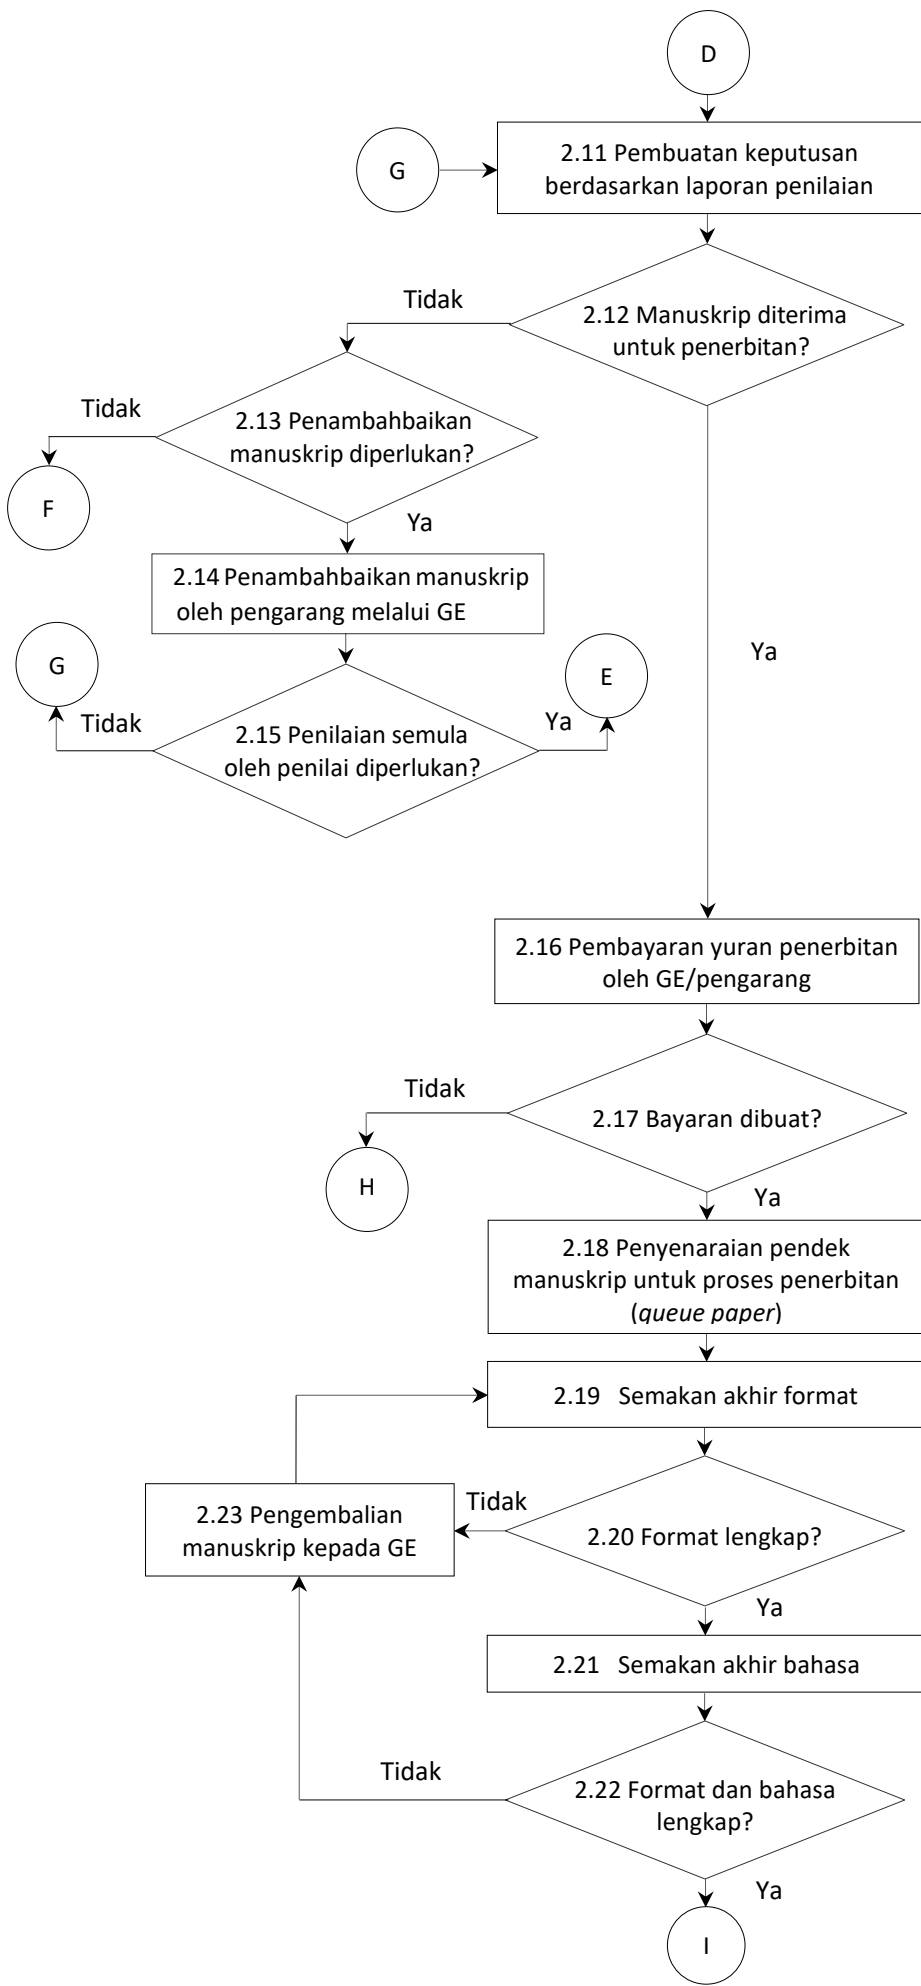 D
G
2.11 Pembuatan keputusan
berdasarkan laporan penilaian
Tidak
2.12 Manuskrip diterima
untuk penerbitan?
Tidak
2.13 Penambahbaikan
manuskrip diperlukan?
F
Ya
2.14 Penambahbaikan manuskrip
oleh pengarang melalui GE
Ya
G
E
Tidak
2.15 Penilaian semula
oleh penilai diperlukan?
Ya
2.16 Pembayaran yuran penerbitan
oleh GE/pengarang
Tidak
2.17 Bayaran dibuat?
H
Ya
2.18 Penyenaraian pendek
manuskrip untuk proses penerbitan
(queue paper)
2.19 Semakan akhir format
2.23 Pengembalian
manuskrip kepada GE
Tidak
2.20 Format lengkap?
Ya
2.21 Semakan akhir bahasa
Tidak
2.22 Format dan bahasa
lengkap?
Ya
I